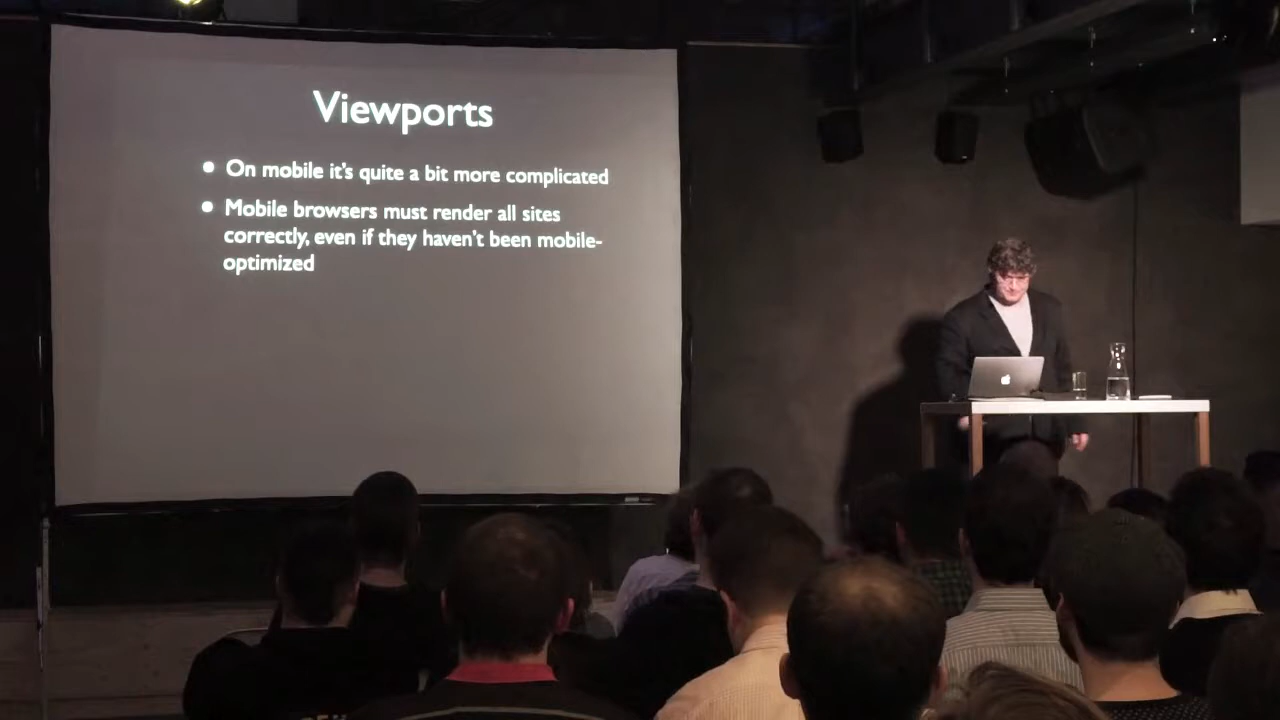 Viewports
• On mobile it's quite a bit more complicated
• Mobile browsers must render all sites
correctly, even if they haven't been mobile-
optimized